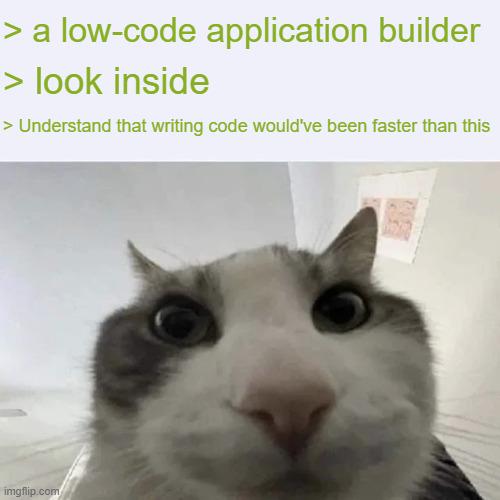 > a low-code application builder
> look inside
> Understand that writing code would've been faster than this
imgflip.com